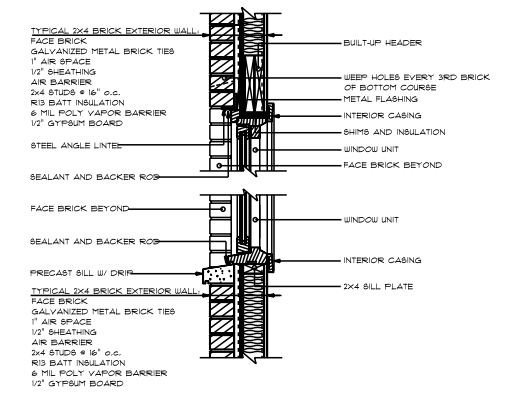 TYPICAL 2X4 BRICK EXTERIOR WALL:
FACE BRICK
GALVANIZED METAL BRICK TIES
1" AIR SPACE
1/2" SHEATHING
AIR BARRIER
2x4 STUDS @ 16" o.c.
R13 BATT INSULATION
6 MIL POLY VAPOR BARRIER
1/2" GYPSUM BOARD
STEEL ANGLE LINTEL
SEALANT AND BACKER ROD
BUILT-UP HEADER
WEEP HOLES EVERY 3RD BRICK
OF BOTTOM COURSE
METAL FLASHING
INTERIOR CASING
SHIMS AND INSULATION
WINDOW UNIT
FACE BRICK BEYOND
FACE BRICK BEYOND
SEALANT AND BACKER ROD
PRECAST SILL W/ DRIP
TYPICAL 2X4 BRICK EXTERIOR WALL:
FACE BRICK
GALVANIZED METAL BRICK TIES
1" AIR SPACE
1/2" SHEATHING
AIR BARRIER
2x4 STUDS @ 16" o.c.
R13 BATT INSULATION
6 MIL POLY VAPOR BARRIER
1/2" GYPSUM BOARD
WINDOW UNIT
INTERIOR CASING
2X4 SILL PLATE